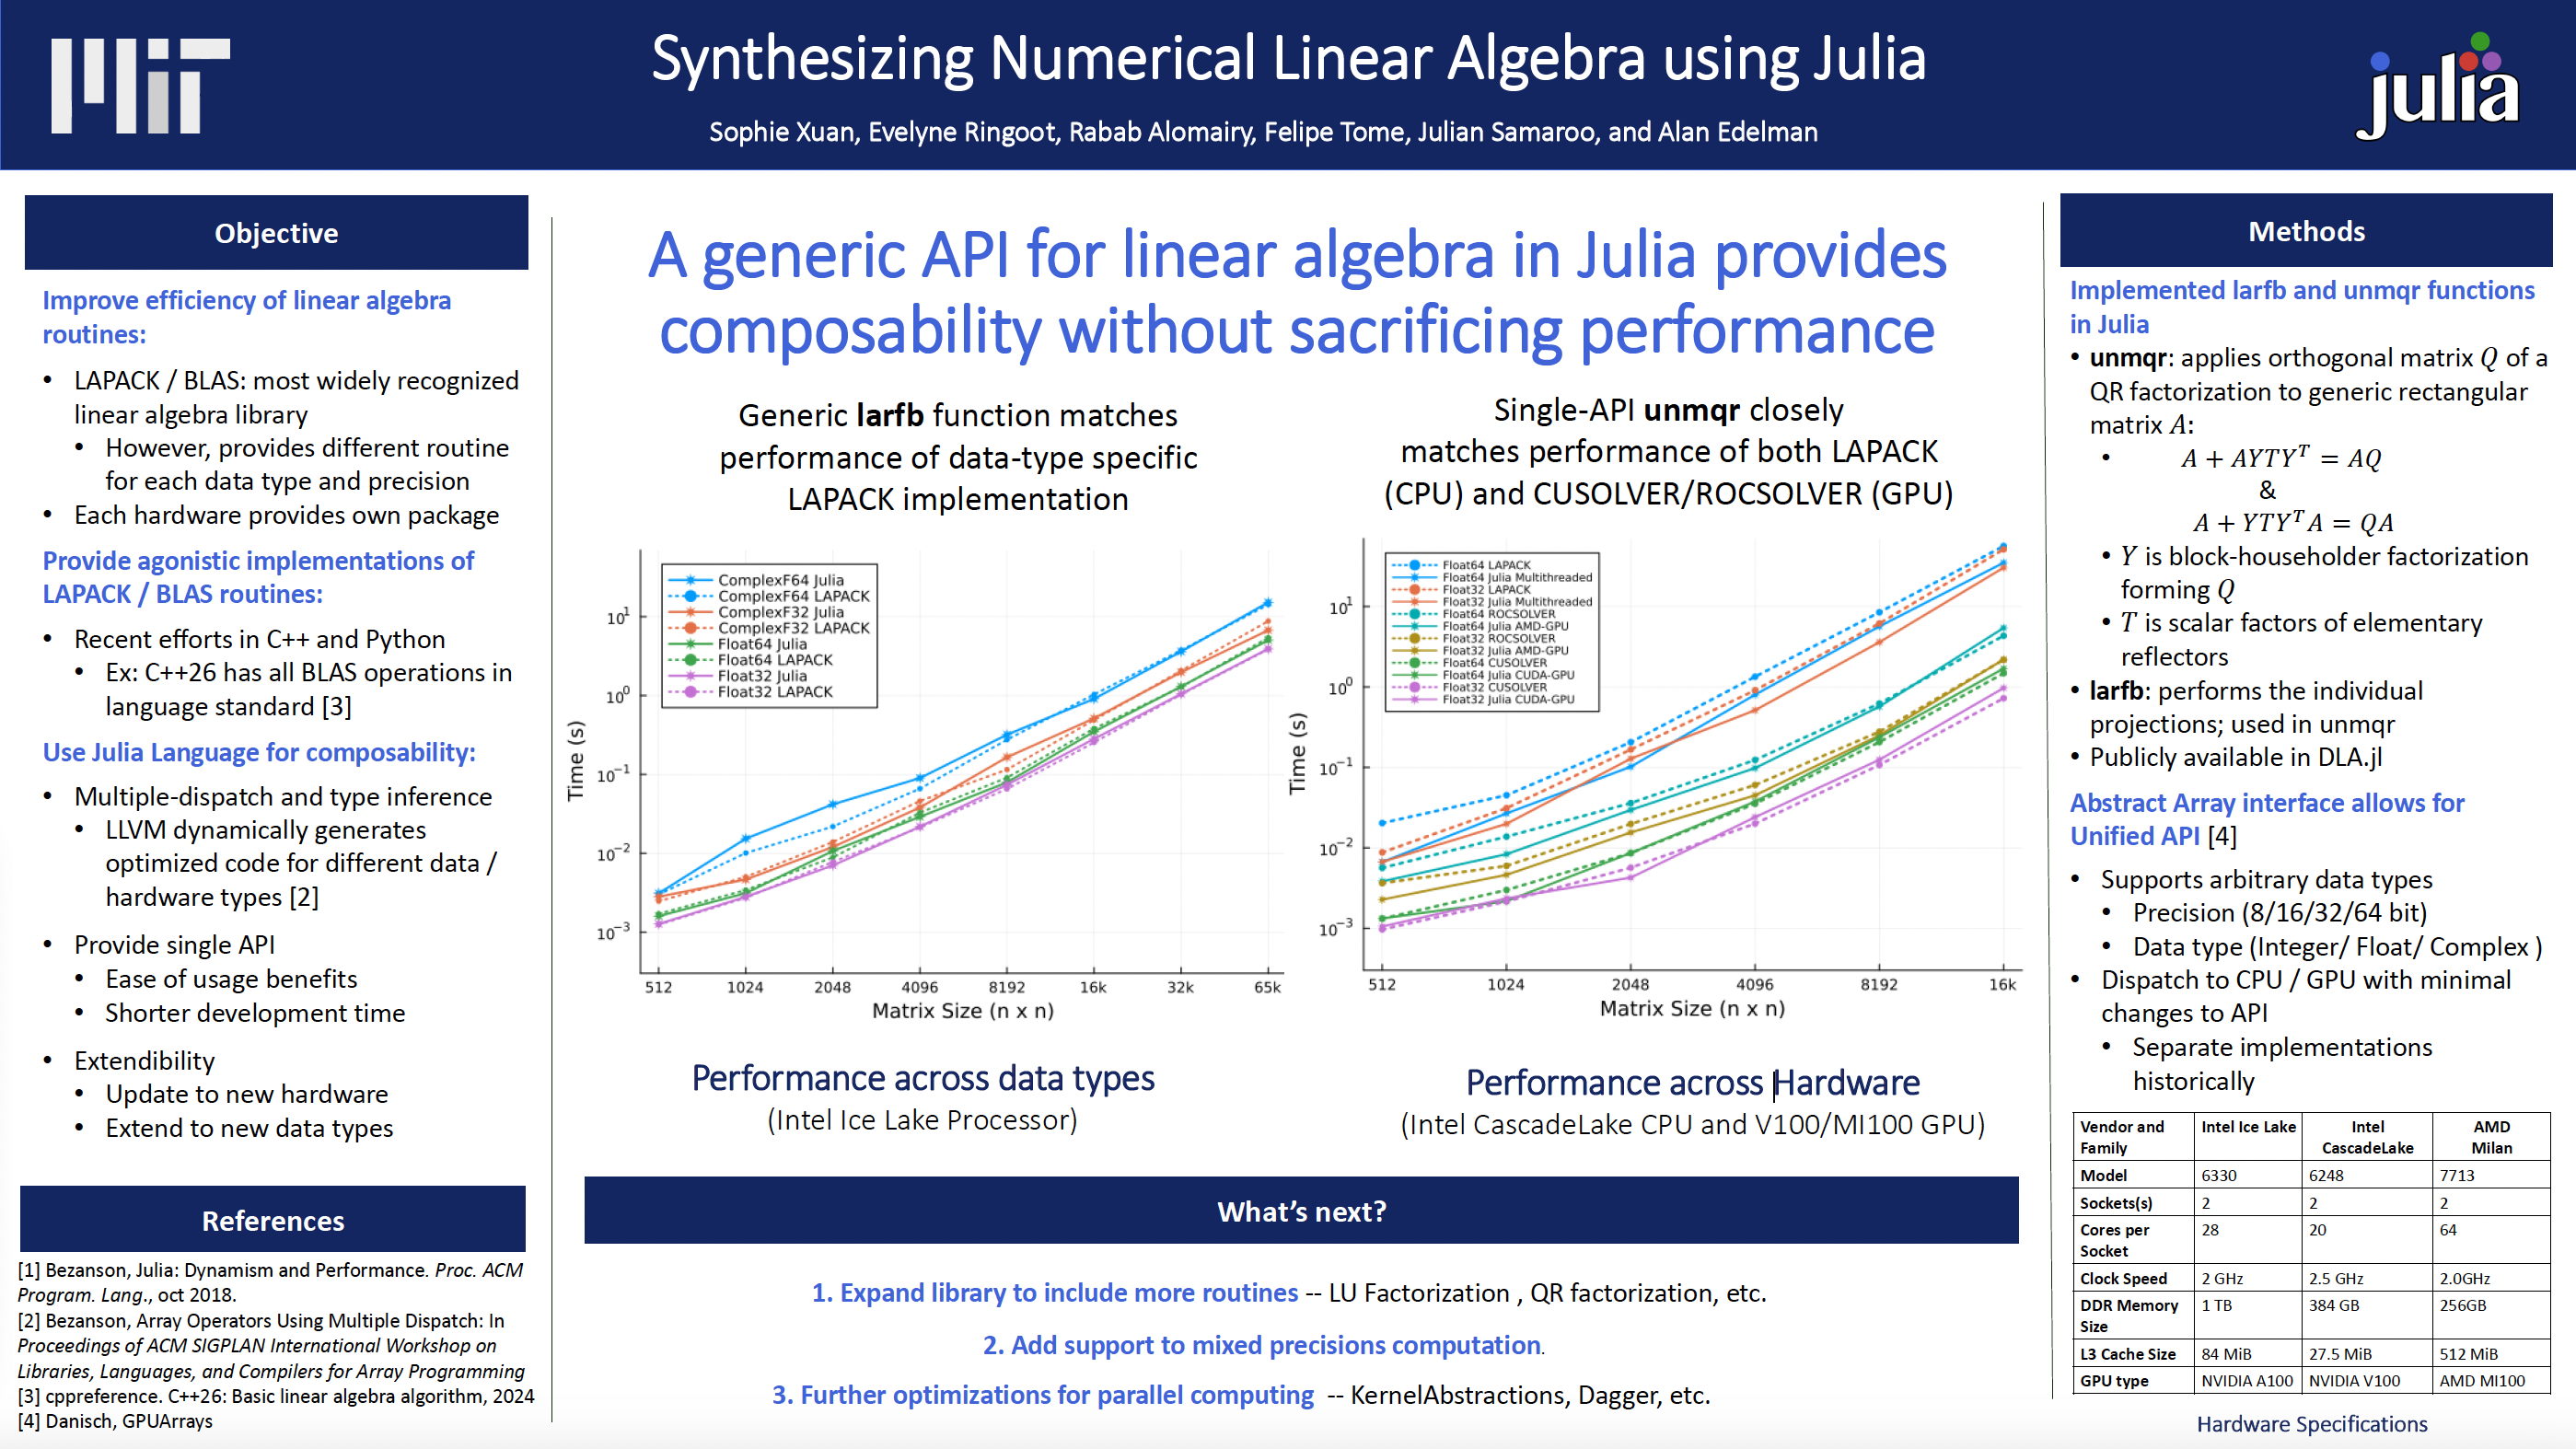 MIT
Synthesizing Numerical Linear Algebra using Julia
Sophie Xuan, Evelyne Ringoot, Rabab Alomairy, Felipe Tome, Julian Samaroo, and Alan Edelman
julia
Objective
Improve efficiency of linear algebra
routines:
• LAPACK / BLAS: most widely recognized
linear algebra library
• However, provides different routine
for each data type and precision
• Each hardware provides own package
Provide agonistic implementations of
LAPACK / BLAS routines:
• Recent efforts in C++ and Python
• Ex: C++26 has all BLAS operations in
language standard [3]
Use Julia Language for composability:
• Multiple-dispatch and type inference
• LLVM dynamically generates
optimized code for different data /
hardware types [2]
• Provide single API
• Ease of usage benefits
• Shorter development time
• Extendibility
• Update to new hardware
• Extend to new data types
References
[1] Bezanson, Julia: Dynamism and Performance. Proc. ACM
Program. Lang., oct 2018.
[2] Bezanson, Array Operators Using Multiple Dispatch: In
Proceedings of ACM SIGPLAN International Workshop on
Libraries, Languages, and Compilers for Array Programming
[3] cppreference. C++26: Basic linear algebra algorithm, 2024
[4] Danisch, GPUArrays
A generic API for linear algebra in Julia provides
composability without sacrificing performance
Generic larfb function matches
performance of data-type specific
LAPACK implementation
ComplexF64 Julia
ComplexF64 LAPACK
ComplexF32 Julia
ComplexF32 LAPACK
Float64 Julia
Float64 LAPACK
Float32 Julia
Float32 LAPACK
Time (s)
10¹
10⁰
10⁻¹
10⁻²
10⁻³
512 1024 2048 4096 8192 16k 32k 65k
Matrix Size (n x n)
Performance across data types
(Intel Ice Lake Processor)
Single-API unmqr closely
matches performance of both LAPACK
(CPU) and CUSOLVER/ROCSOLVER (GPU)
Float64 LAPACK
Float64 Julia Multithreaded
Float32 LAPACK
Float32 Julia Multithreaded
Float64 ROCSOLVER
Float64 Julia AMD-GPU
Float32 ROCSOLVER
Float32 Julia AMD-GPU
Float64 CUSOLVER
Float64 Julia CUDA-GPU
Float32 CUSOLVER
Float32 Julia CUDA-GPU
Time (s)
10¹
10⁰
10⁻¹
10⁻²
10⁻³
512 1024 2048 4096 8192 16k
Matrix Size (n x n)
Performance across Hardware
(Intel CascadeLake CPU and V100/MI100 GPU)
What's next?
1. Expand library to include more routines -- LU Factorization , QR factorization, etc.
2. Add support to mixed precisions computation.
3. Further optimizations for parallel computing -- KernelAbstractions, Dagger, etc.
Methods
Implemented larfb and unmqr functions
in Julia
• unmqr: applies orthogonal matrix Q of a
QR factorization to generic rectangular
matrix A:
• A + AYTYᵀ = AQ
&
A + YTYᵀA = QA
• Y is block-householder factorization
forming Q
• T is scalar factors of elementary
reflectors
• larfb: performs the individual
projections; used in unmqr
• Publicly available in DLA.jl
Abstract Array interface allows for
Unified API [4]
• Supports arbitrary data types
• Precision (8/16/32/64 bit)
• Data type (Integer/ Float/ Complex )
• Dispatch to CPU / GPU with minimal
changes to API
• Separate implementations
historically
Vendor and Family Intel Ice Lake Intel CascadeLake AMD Milan
Model 6330 6248 7713
Sockets(s) 2 2 2
Cores per Socket 28 20 64
Clock Speed 2 GHz 2.5 GHz 2.0GHz
DDR Memory Size 1 TB 384 GB 256GB
L3 Cache Size 84 MiB 27.5 MiB 512 MiB
GPU type NVIDIA A100 NVIDIA V100 AMD MI100
Hardware Specifications